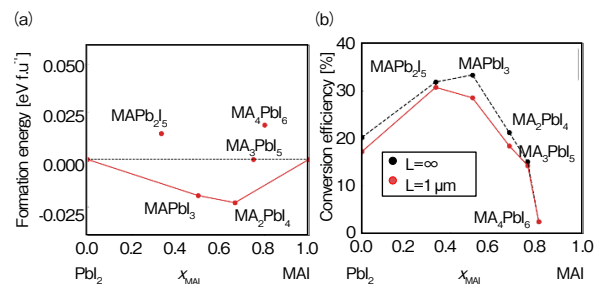 (a)
Formation energy [eV f.u⁻¹]
0.050
0.025
0.000
-0.025
MAPb₂I₅
MA₄PbI₆
MA₃PbI₅
MAPbI₃
MA₂PbI₄
0.0 0.2 0.4 0.6 0.8 1.0
PbI₂ x_MAI MAI
(b)
Conversion efficiency [%]
40
30
20
10
0
MAPb₂I₅
MAPbI₃
MA₂PbI₄
MA₃PbI₅
MA₄PbI₆
L=∞
L=1 μm
0.0 0.2 0.4 0.6 0.8 1.0
PbI₂ x_MAI MAI